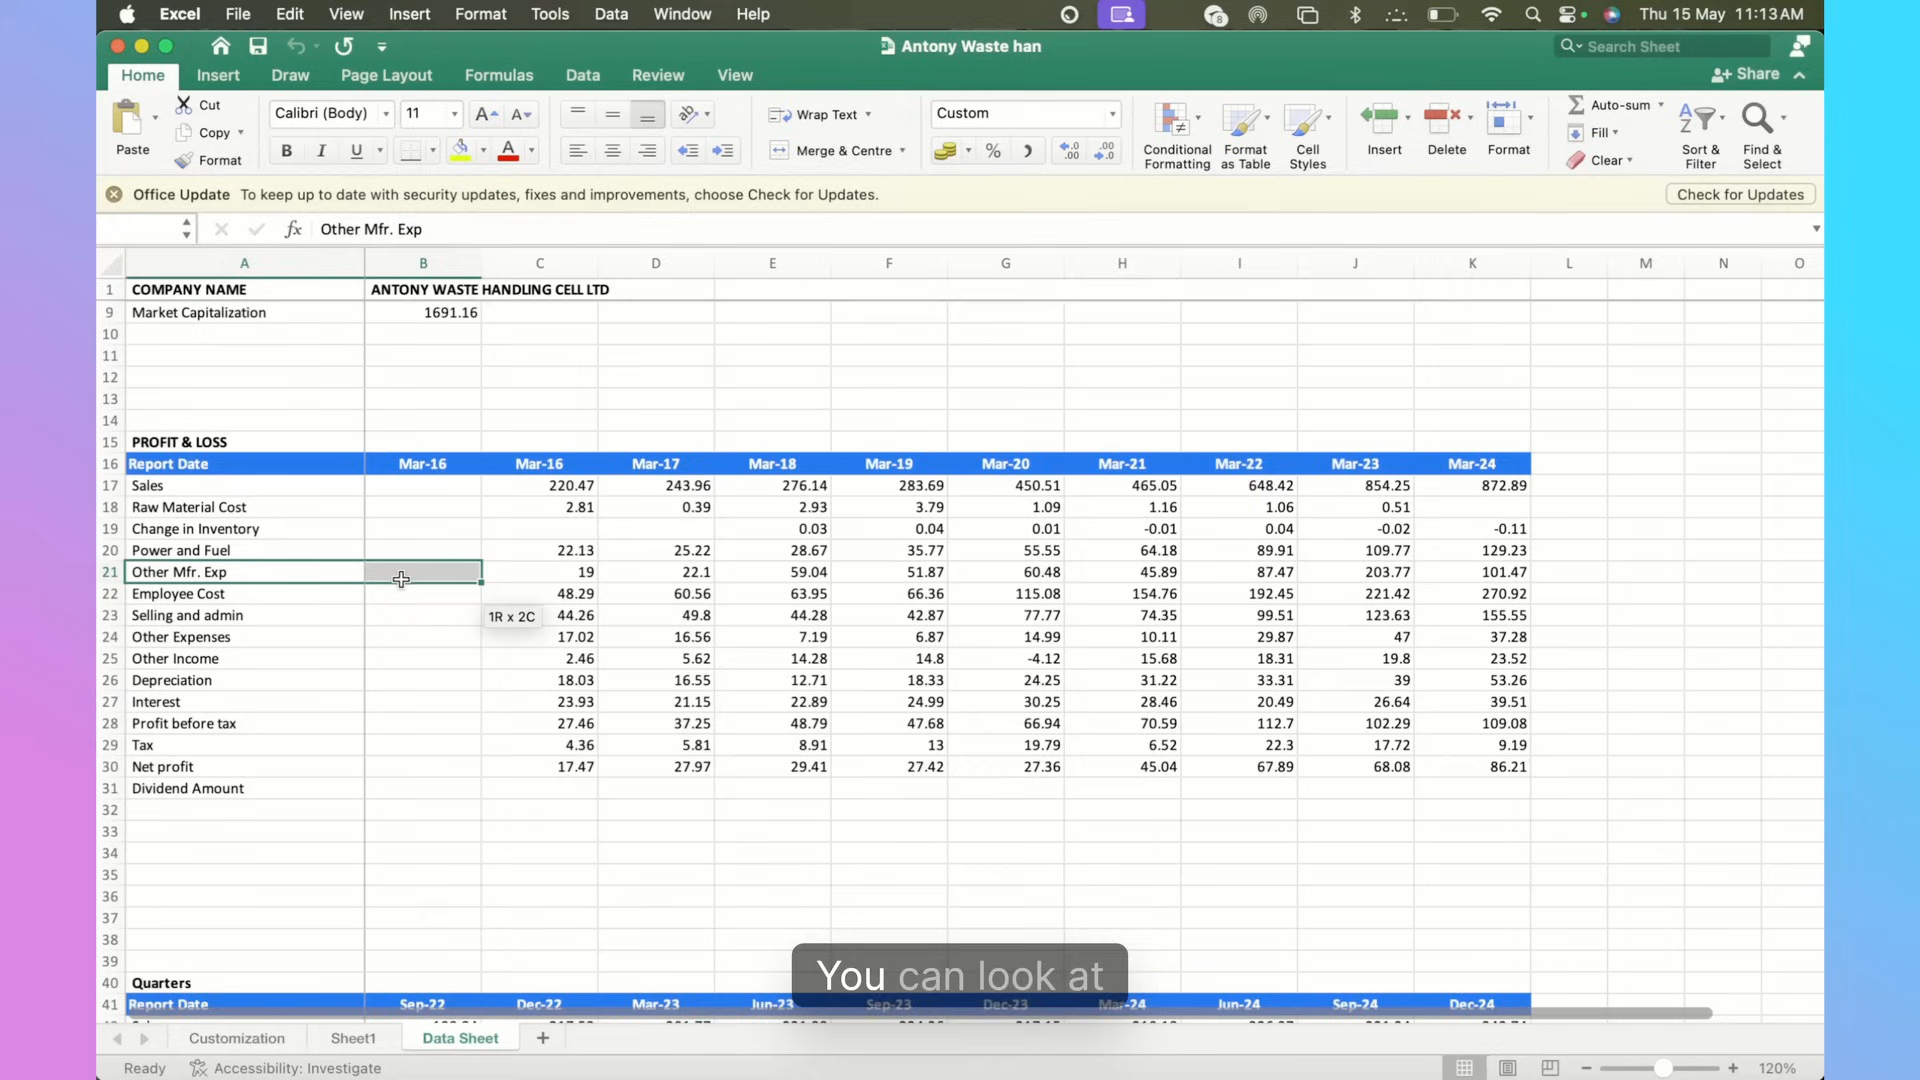 Excel File Edit View Insert Format Tools Data Window Help 8 Thu 15 May 11:13 AM
Antony Waste han
Search Sheet
Home Insert Draw Page Layout Formulas Data Review View Share
Cut Calibri (Body) 11 Wrap Text Custom Auto-sum
Copy Fill
Paste Format B I U A Merge & Centre % Conditional Formatting Format as Table Cell Styles Insert Delete Format Clear Sort & Filter Find & Select
Office Update To keep up to date with security updates, fixes and improvements, choose Check for Updates. Check for Updates
fx Other Mfr. Exp
A B C D E F G H I J K L M N O
1 COMPANY NAME ANTONY WASTE HANDLING CELL LTD
9 Market Capitalization 1691.16
10
11
12
13
14
15 PROFIT & LOSS
16 Report Date Mar-16 Mar-16 Mar-17 Mar-18 Mar-19 Mar-20 Mar-21 Mar-22 Mar-23 Mar-24
17 Sales 220.47 243.96 276.14 283.69 450.51 465.05 648.42 854.25 872.89
18 Raw Material Cost 2.81 0.39 2.93 3.79 1.09 1.16 1.06 0.51
19 Change in Inventory 0.03 0.04 0.01 -0.01 0.04 -0.02 -0.11
20 Power and Fuel 22.13 25.22 28.67 35.77 55.55 64.18 89.91 109.77 129.23
21 Other Mfr. Exp 19 22.1 59.04 51.87 60.48 45.89 87.47 203.77 101.47
22 Employee Cost 48.29 60.56 63.95 66.36 115.08 154.76 192.45 221.42 270.92
23 Selling and admin 1R x 2C 44.26 49.8 44.28 42.87 77.77 74.35 99.51 123.63 155.55
24 Other Expenses 17.02 16.56 7.19 6.87 14.99 10.11 29.87 47 37.28
25 Other Income 2.46 5.62 14.28 14.8 -4.12 15.68 18.31 19.8 23.52
26 Depreciation 18.03 16.55 12.71 18.33 24.25 31.22 33.31 39 53.26
27 Interest 23.93 21.15 22.89 24.99 30.25 28.46 20.49 26.64 39.51
28 Profit before tax 27.46 37.25 48.79 47.68 66.94 70.59 112.7 102.29 109.08
29 Tax 4.36 5.81 8.91 13 19.79 6.52 22.3 17.72 9.19
30 Net profit 17.47 27.97 29.41 27.42 27.36 45.04 67.89 68.08 86.21
31 Dividend Amount
32
33
34
35
36
37
38
39
40 Quarters
You can look at
41 Report Date Sep-22 Dec-22 Mar-23 Jun-23 Sep-23 Dec-23 Mar-24 Jun-24 Sep-24 Dec-24
Customization Sheet1 Data Sheet +
Ready Accessibility: Investigate 120%